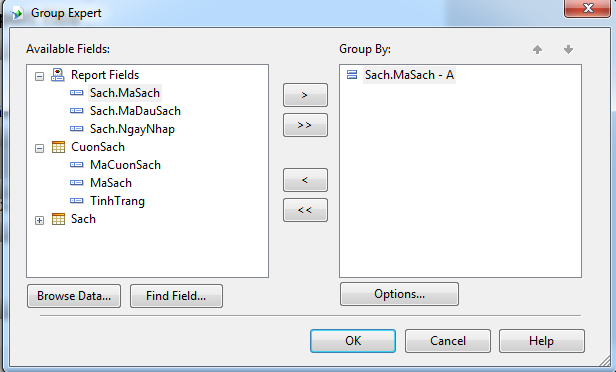 Group Expert
Available Fields:
Group By:
Report Fields
Sach.MaSach
Sach.MaDauSach
Sach.NgayNhap
CuonSach
MaCuonSach
MaSach
TinhTrang
Sach
>
>>
<
<<
Sach.MaSach - A
Browse Data...
Find Field...
Options...
OK
Cancel
Help